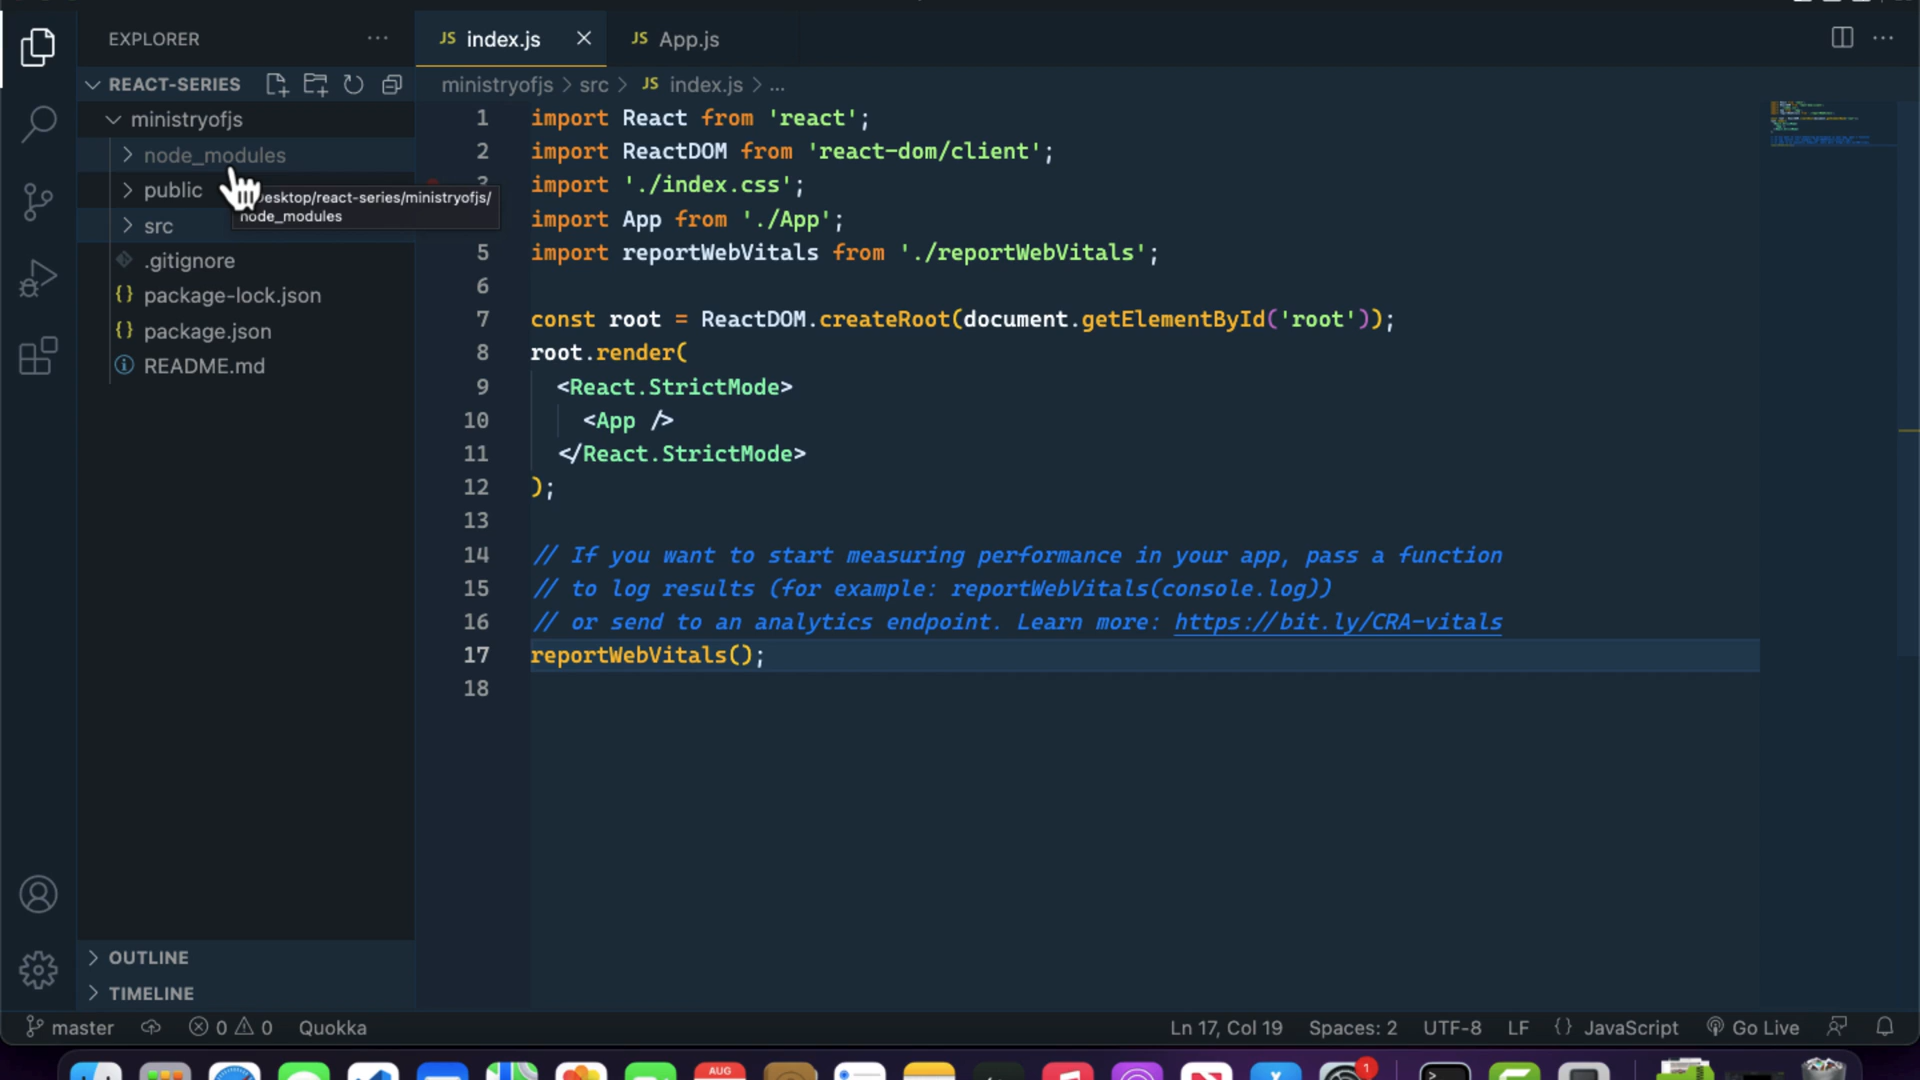 EXPLORER
REACT-SERIES
ministryofjs
node_modules
public
src
.gitignore
{} package-lock.json
{} package.json
README.md
OUTLINE
TIMELINE
esktop/react-series/ministryofjs/
node_modules
JS index.js
JS App.js
ministryofjs > src > JS index.js > ...
1 import React from 'react';
2 import ReactDOM from 'react-dom/client';
3 import './index.css';
import App from './App';
5 import reportWebVitals from './reportWebVitals';
6
7 const root = ReactDOM.createRoot(document.getElementById('root'));
8 root.render(
9 <React.StrictMode>
10 <App />
11 </React.StrictMode>
12 );
13
14 // If you want to start measuring performance in your app, pass a function
15 // to log results (for example: reportWebVitals(console.log))
16 // or send to an analytics endpoint. Learn more: https://bit.ly/CRA-vitals
17 reportWebVitals();
18
master 0 0 Quokka
Ln 17, Col 19 Spaces: 2 UTF-8 LF {} JavaScript Go Live
AUG
1